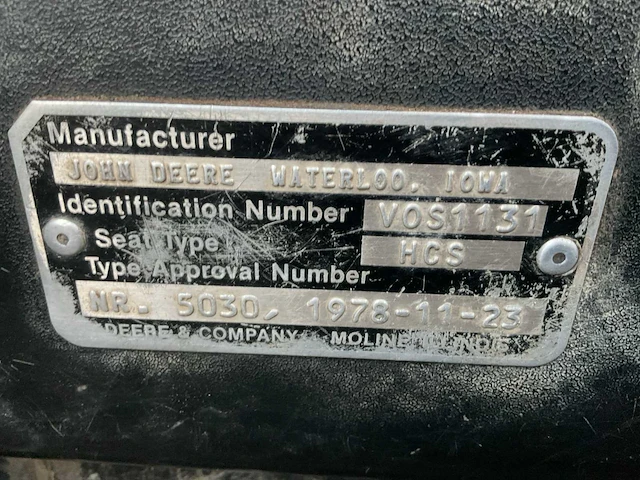 Manufacturer
JOHN DEERE WATERLOO, IOWA
Identification Number VOS1131
Seat Type HCS
Type Approval Number
NR. 5030, 1978-11-23
DEERE & COMPANY MOLINE ILLINOIS